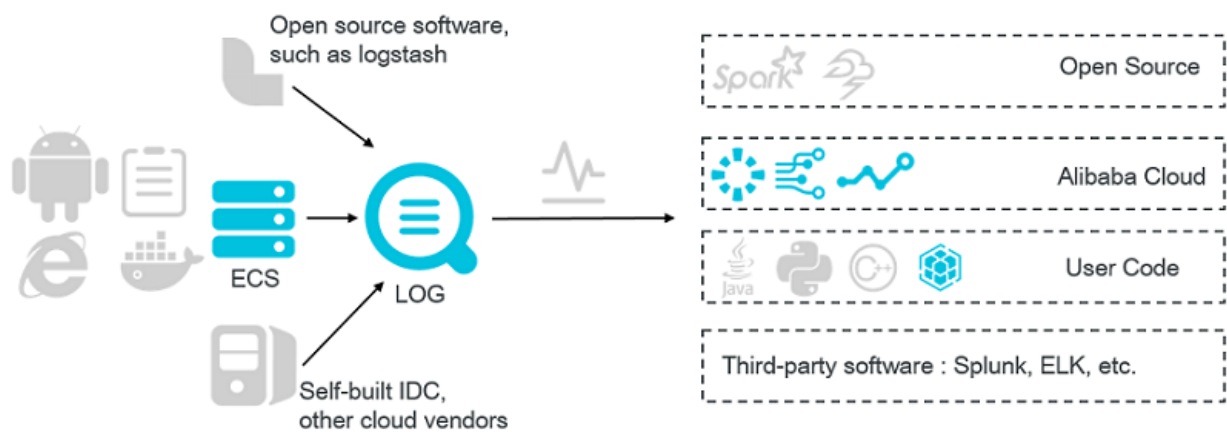 Open source software,
such as logstash
ECS
LOG
Self-built IDC,
other cloud vendors
Spark
Open Source
Alibaba Cloud
Java
C++
User Code
Third-party software : Splunk, ELK, etc.